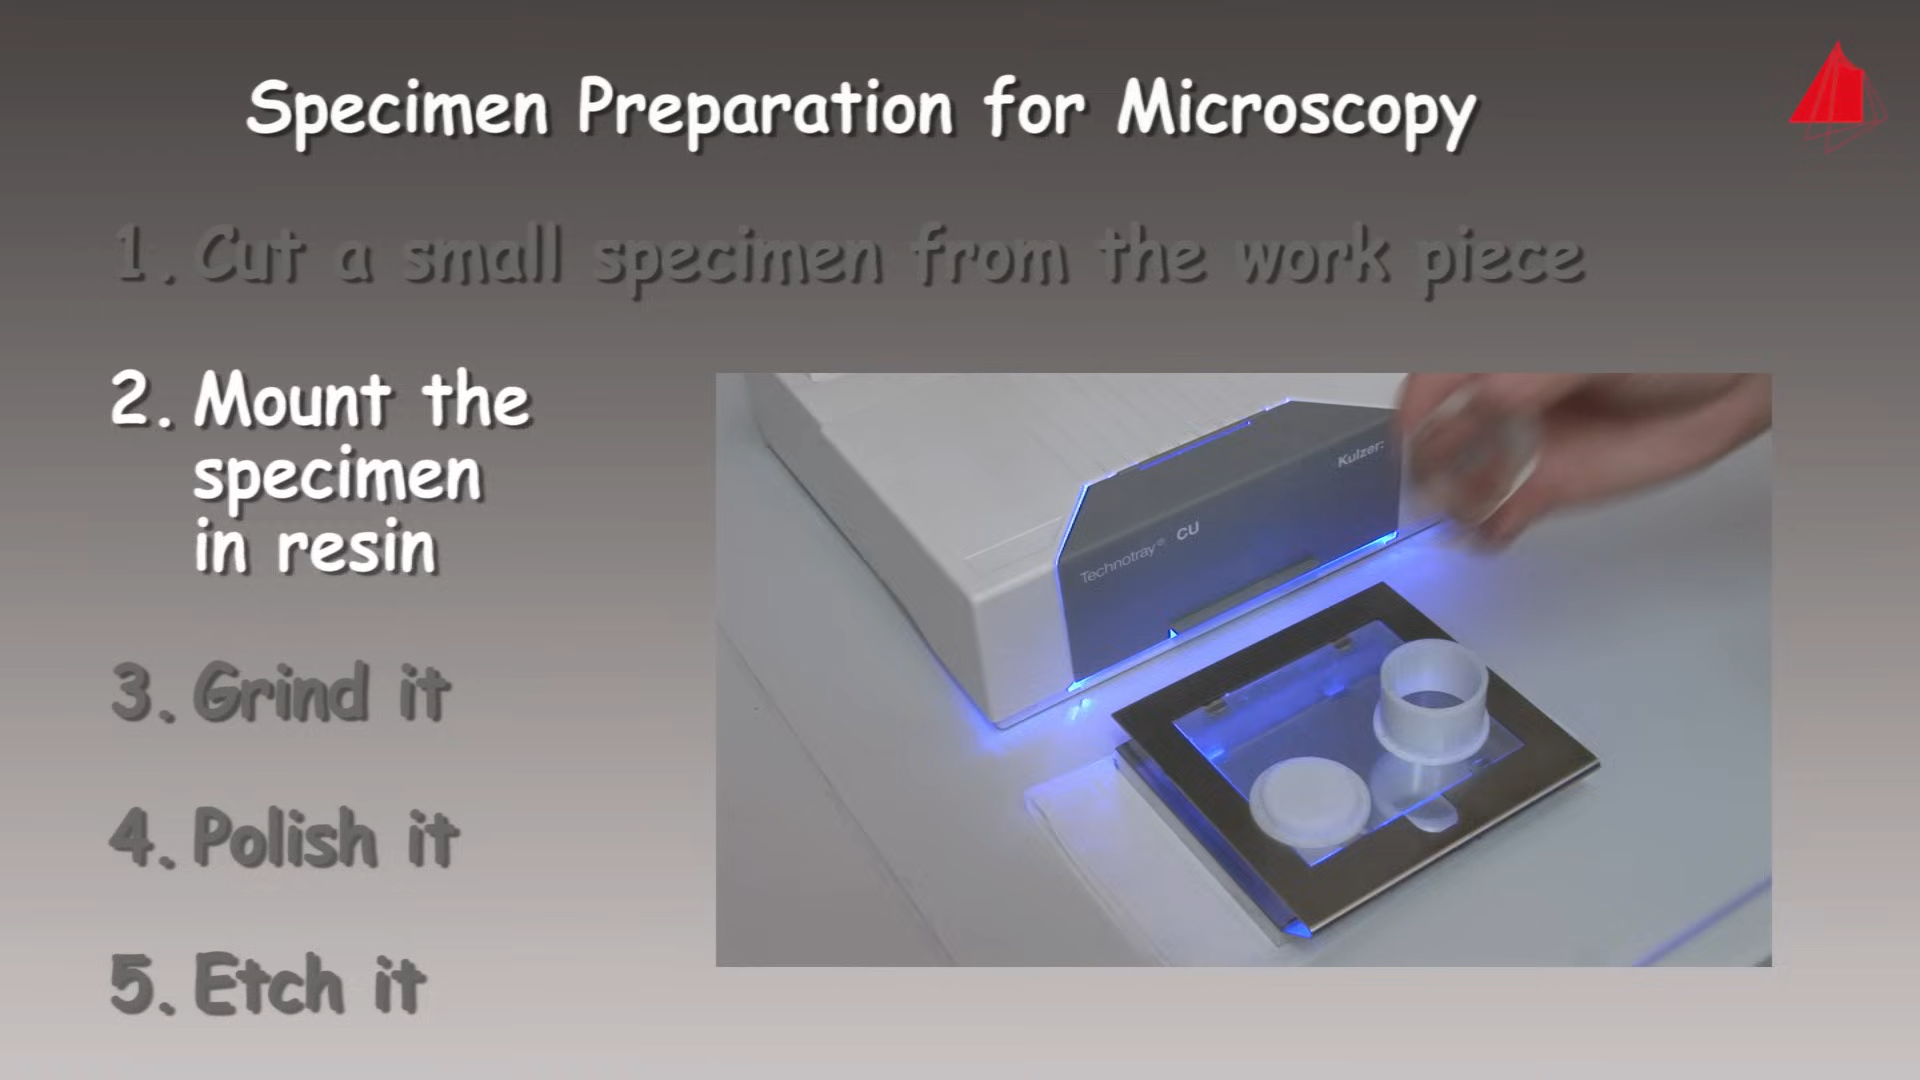 Specimen Preparation for Microscopy
1. Cut a small specimen from the work piece
2. Mount the
specimen
in resin
Kulzer:
Technotray® CU
3. Grind it
4. Polish it
5. Etch it